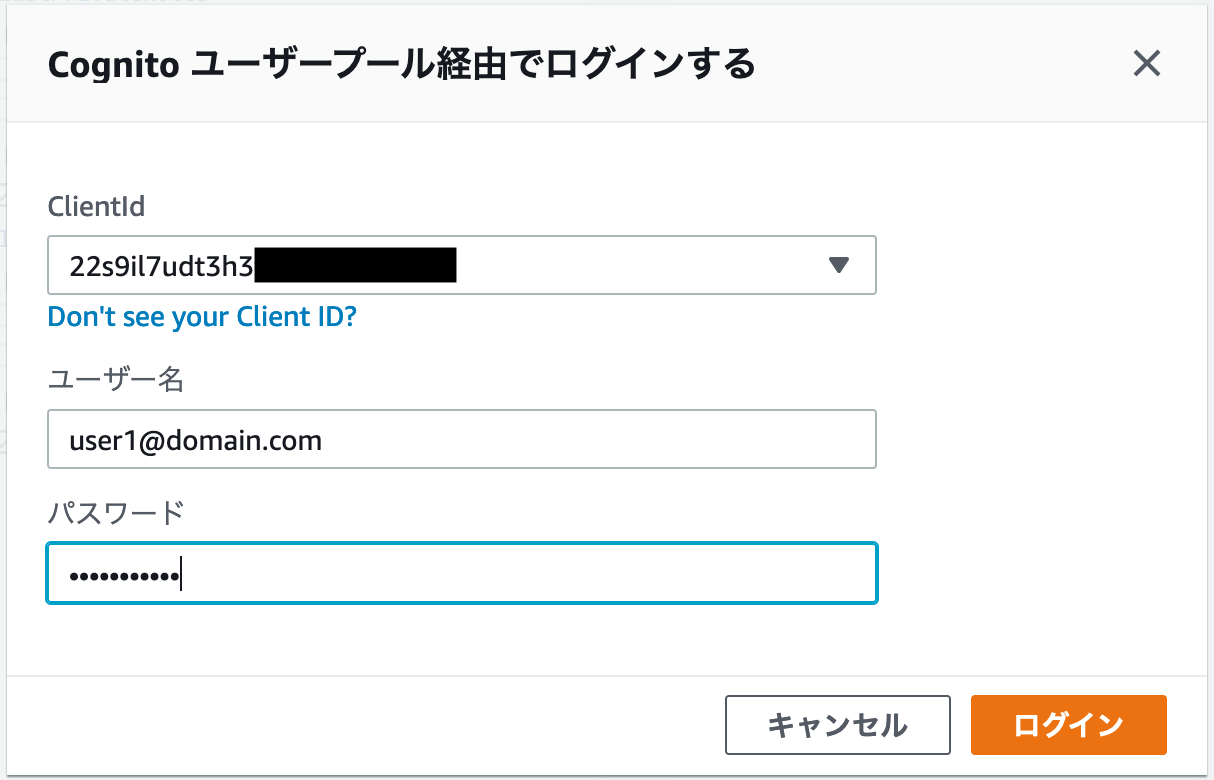 Cognito ユーザープール経由でログインする
ClientId
22s9il7udt3h3
Don't see your Client ID?
ユーザー名
user1@domain.com
パスワード
•••••••••••
キャンセル
ログイン